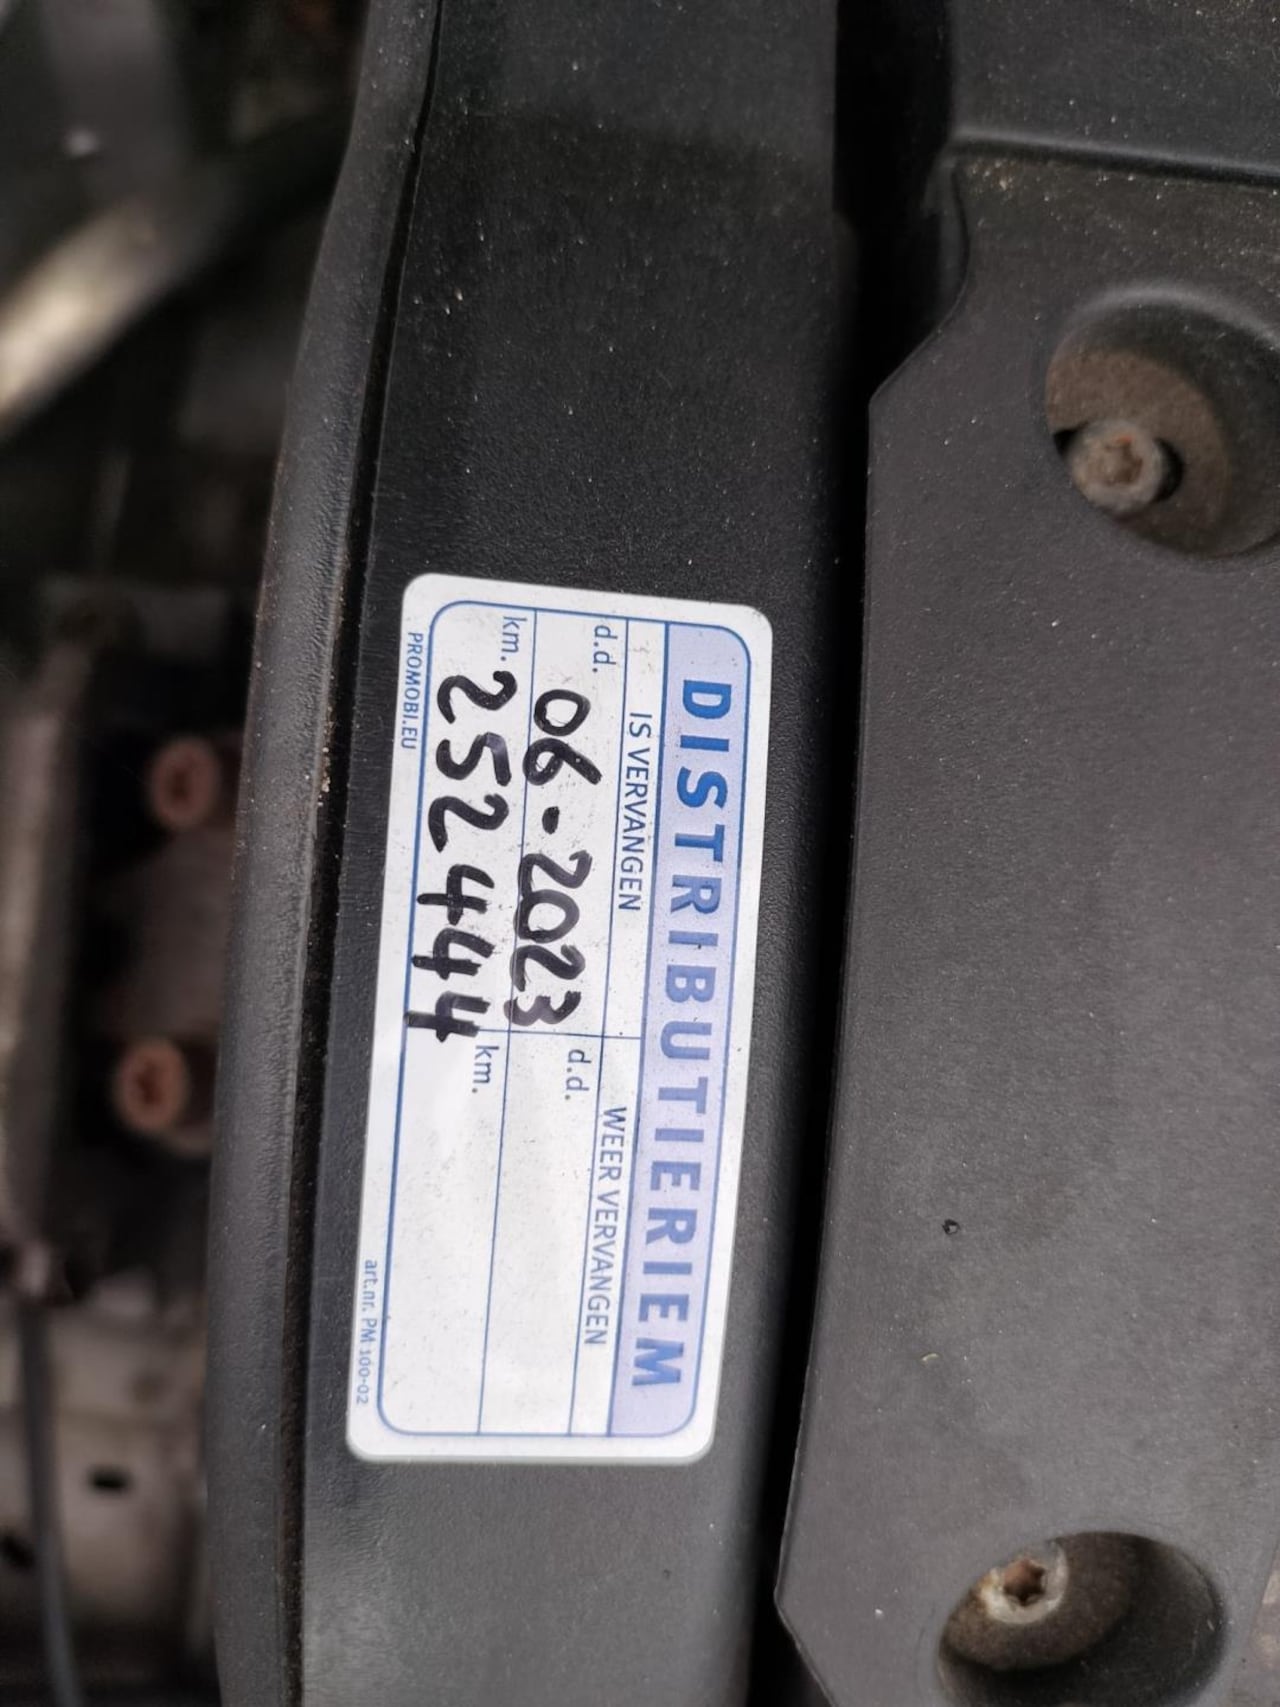 DISTRIBUTIERIEM
IS VERVANGEN
WEER VERVANGEN
d.d. 06-2023
d.d.
km. 252444
km.
PROMOBI.EU
art.nr. PM 100-02